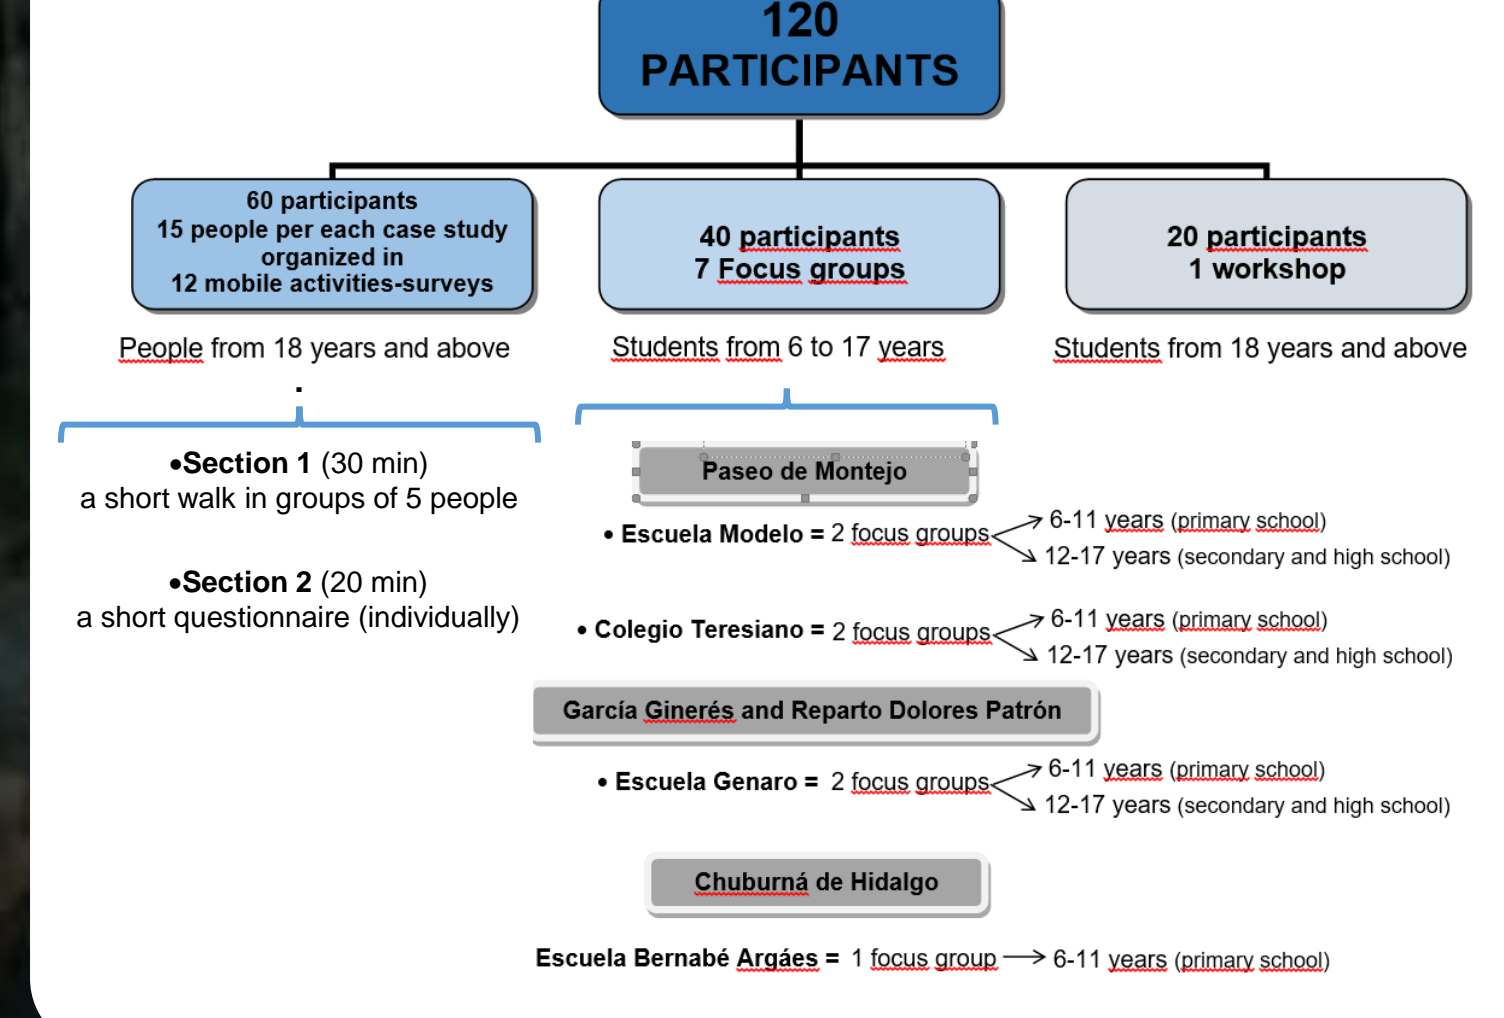 120
PARTICIPANTS
60 participants
15 people per each case study
organized in
12 mobile activities-surveys
40 participants
7 Focus groups
20 participants
1 workshop
People from 18 years and above
.
Students from 6 to 17 years
Students from 18 years and above
•Section 1 (30 min)
a short walk in groups of 5 people
•Section 2 (20 min)
a short questionnaire (individually)
Paseo de Montejo
• Escuela Modelo = 2 focus groups
6-11 years (primary school)
12-17 years (secondary and high school)
• Colegio Teresiano = 2 focus groups
6-11 years (primary school)
12-17 years (secondary and high school)
García Ginerés and Reparto Dolores Patrón
• Escuela Genaro = 2 focus groups
6-11 years (primary school)
12-17 years (secondary and high school)
Chuburná de Hidalgo
Escuela Bernabé Argáes = 1 focus group → 6-11 years (primary school)